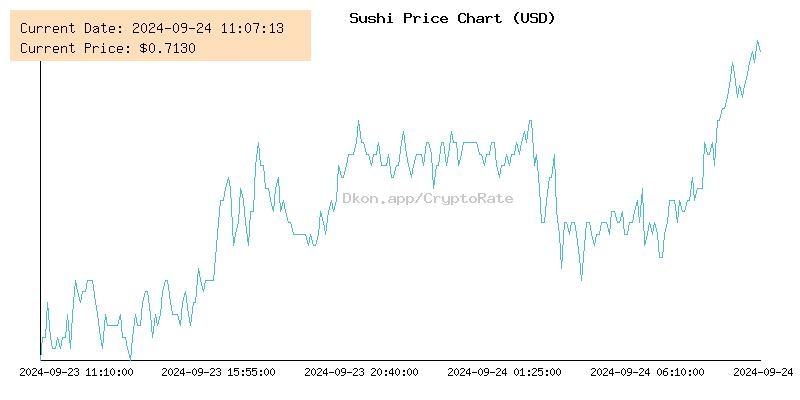 Sushi Price Chart (USD)
Current Date: 2024-09-24 11:07:13
Current Price: $0.7130
Dkon.app/CryptoRate
2024-09-23 11:10:00 2024-09-23 15:55:00 2024-09-23 20:40:00 2024-09-24 01:25:00 2024-09-24 06:10:00 2024-09-24